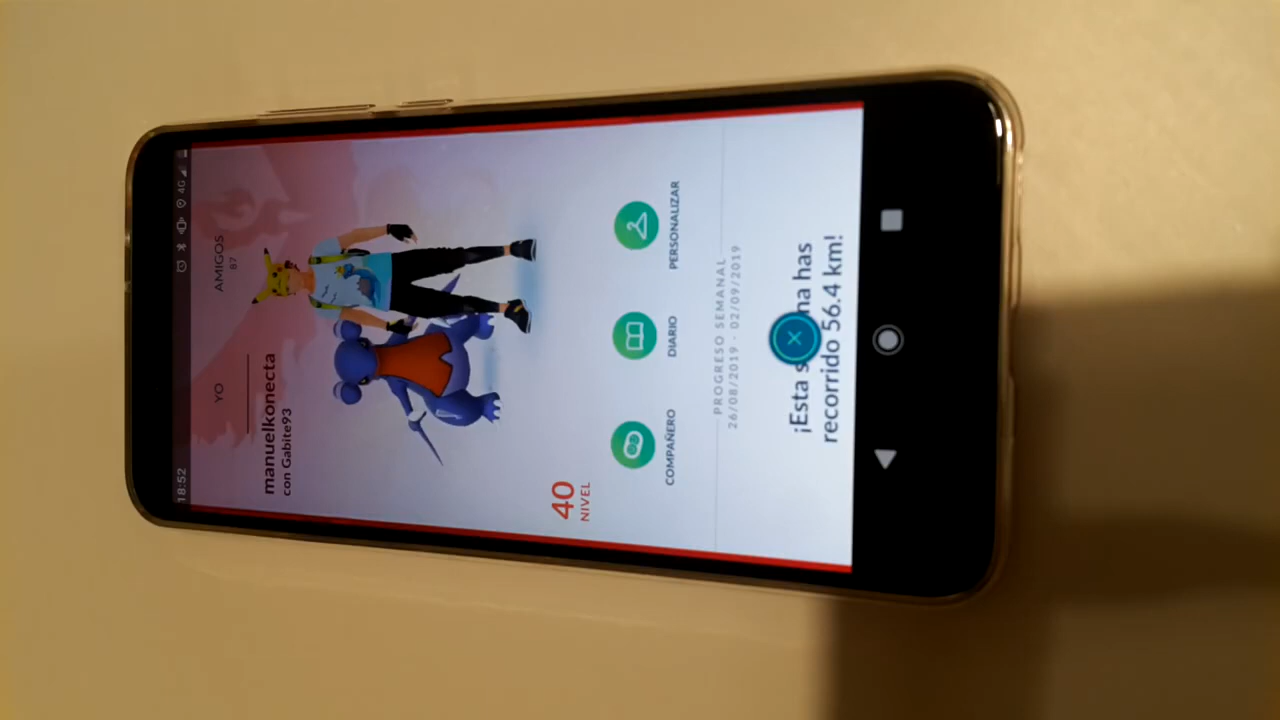 18:52
4G
YO
AMIGOS
87
manuelkonecta
con Gabite93
40
NIVEL
COMPAÑERO
DIARIO
PERSONALIZAR
PROGRESO SEMANAL
26/08/2019 - 02/09/2019
¡Esta s na has
recorrido 56.4 km!